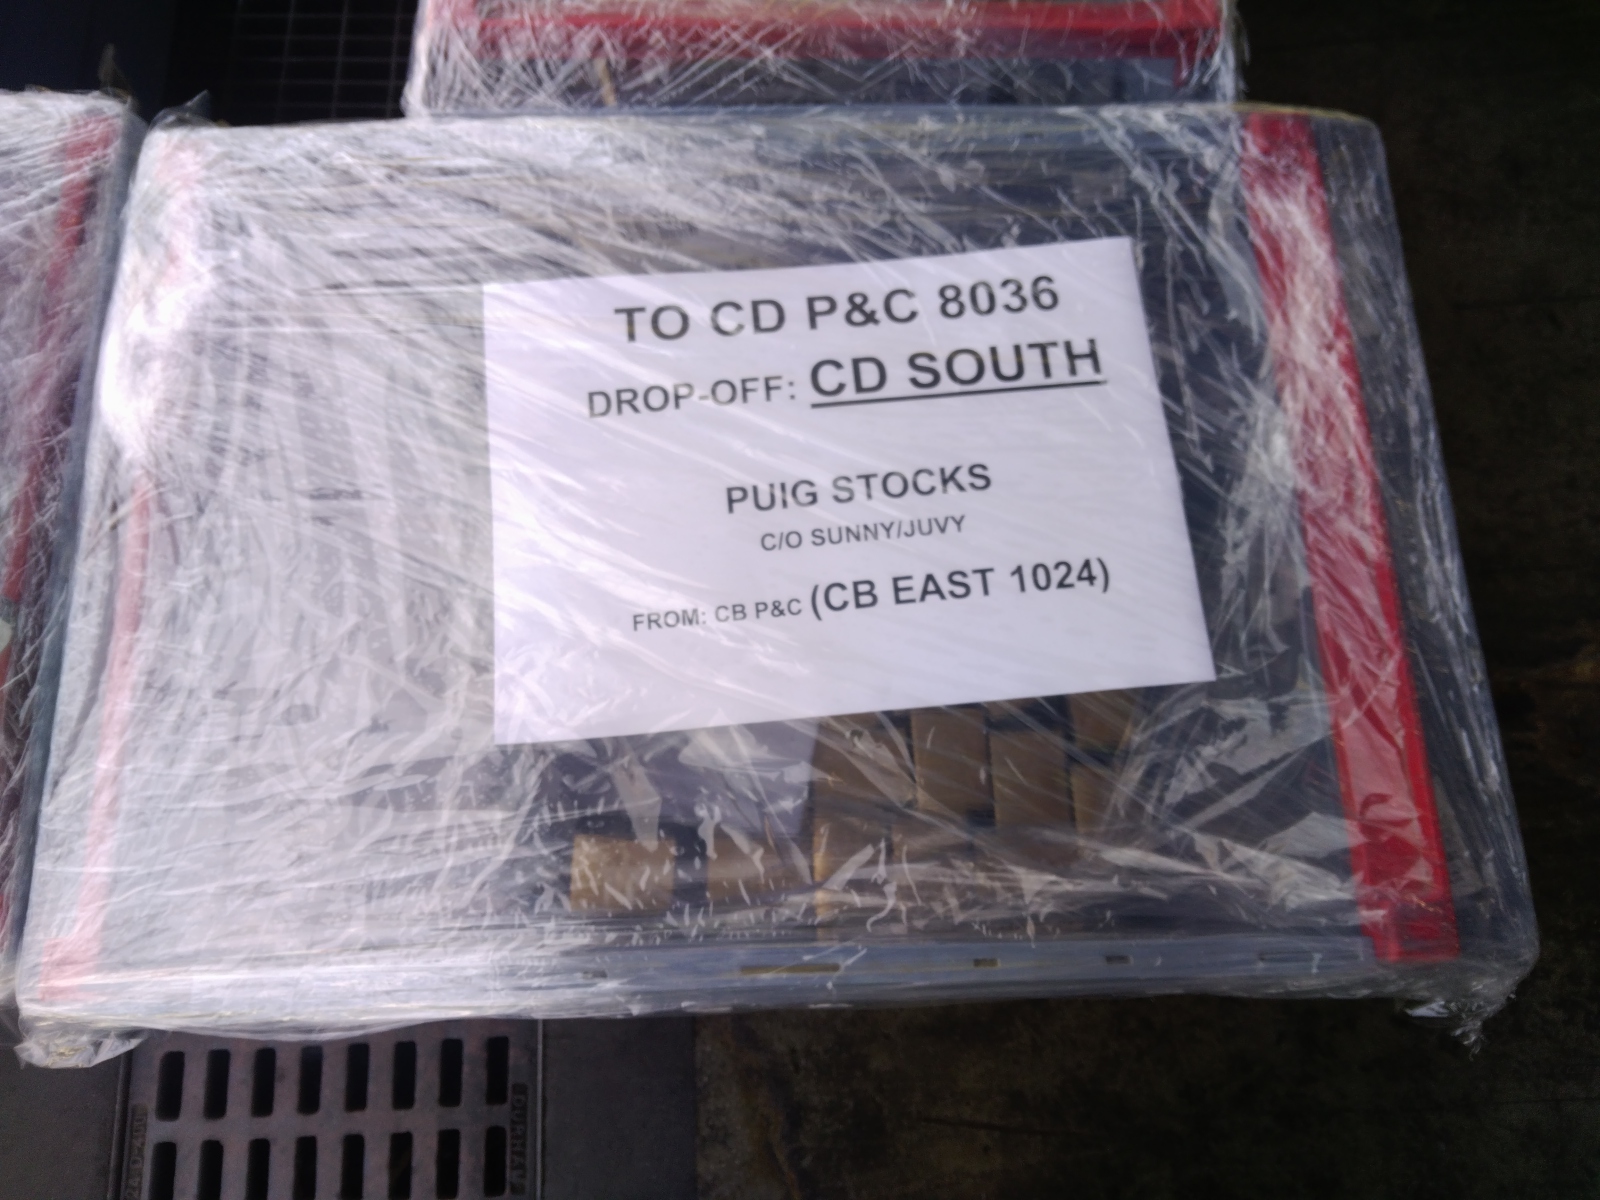 TO CD P&C 8036
DROP-OFF: CD SOUTH
PUIG STOCKS
C/O SUNNY/JUVY
FROM: CB P&C (CB EAST 1024)